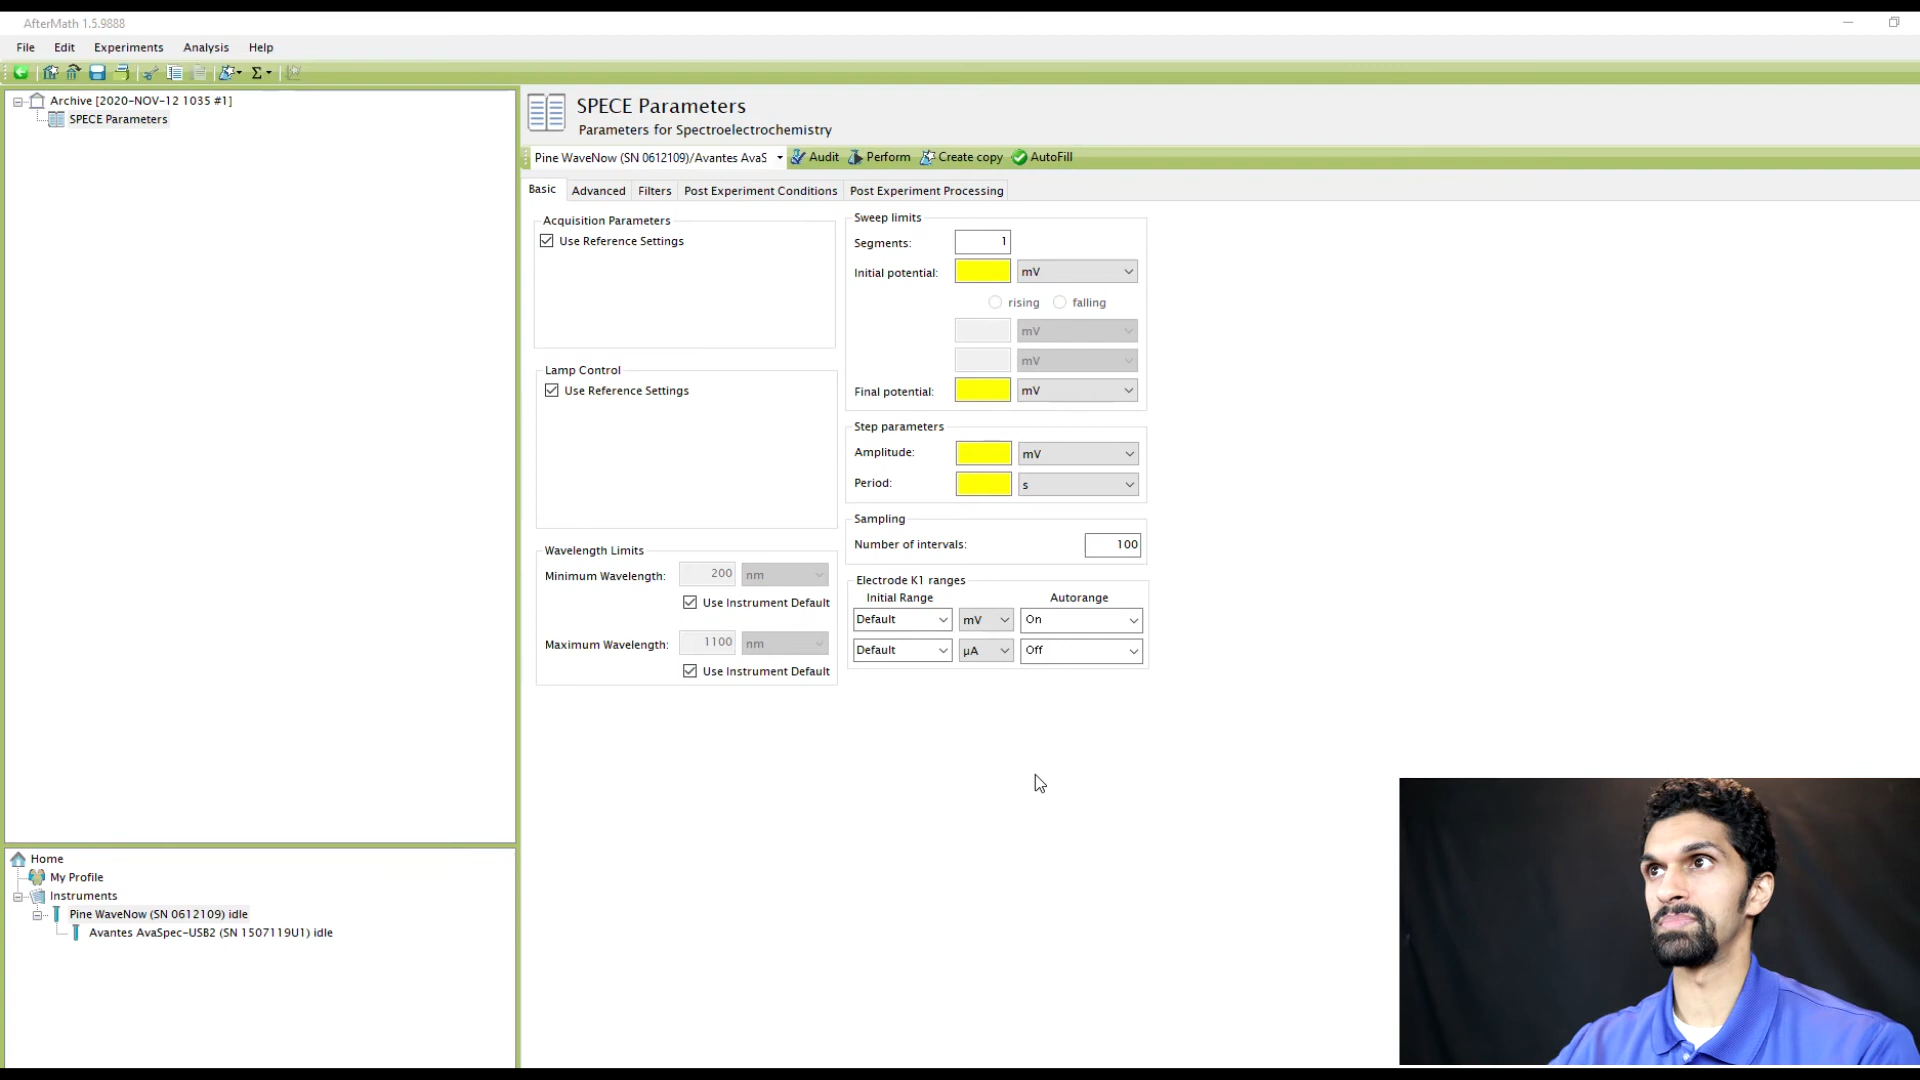 AfterMath 1.5.9888
File Edit Experiments Analysis Help
Archive [2020-NOV-12 1035 #1]
SPECE Parameters
SPECE Parameters
Parameters for Spectroelectrochemistry
Pine WaveNow (SN 0612109)/Avantes AvaS Audit Perform Create copy AutoFill
Basic Advanced Filters Post Experiment Conditions Post Experiment Processing
Acquisition Parameters
Use Reference Settings
Lamp Control
Use Reference Settings
Wavelength Limits
Minimum Wavelength: 200 nm
Use Instrument Default
Maximum Wavelength: 1100 nm
Use Instrument Default
Sweep limits
Segments: 1
Initial potential: mV
rising falling
mV
mV
Final potential: mV
Step parameters
Amplitude: mV
Period: s
Sampling
Number of intervals: 100
Electrode K1 ranges
Initial Range Autorange
Default mV On
Default µA Off
Home
My Profile
Instruments
Pine WaveNow (SN 0612109) idle
Avantes AvaSpec-USB2 (SN 1507119U1) idle